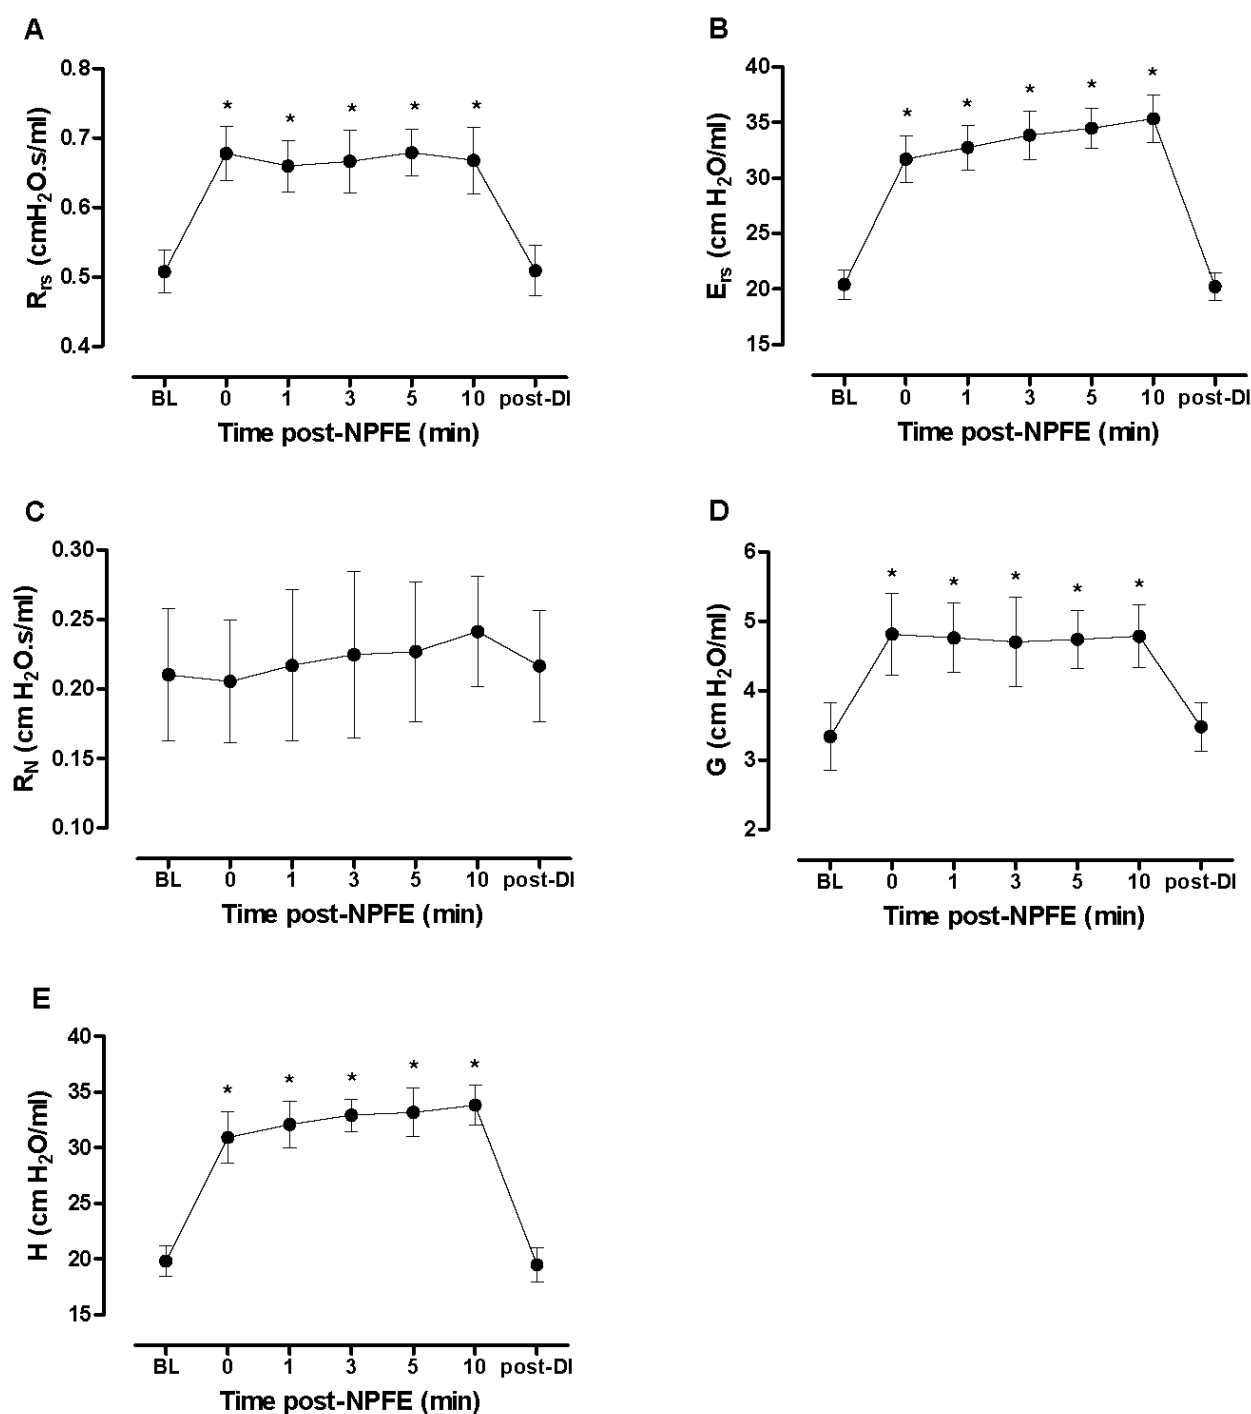 A
R_rs (cmH₂O.s/ml)
0.8
0.7
0.6
0.5
0.4
* * * * *
BL 0 1 3 5 10 post-DI
Time post-NPFE (min)
B
E_rs (cm H₂O/ml)
40
35
30
25
20
15
* * * * *
BL 0 1 3 5 10 post-DI
Time post-NPFE (min)
C
R_N (cm H₂O.s/ml)
0.30
0.25
0.20
0.15
0.10
BL 0 1 3 5 10 post-DI
Time post-NPFE (min)
D
G (cm H₂O/ml)
6
5
4
3
2
* * * * *
BL 0 1 3 5 10 post-DI
Time post-NPFE (min)
E
H (cm H₂O/ml)
40
35
30
25
20
15
* * * * *
BL 0 1 3 5 10 post-DI
Time post-NPFE (min)